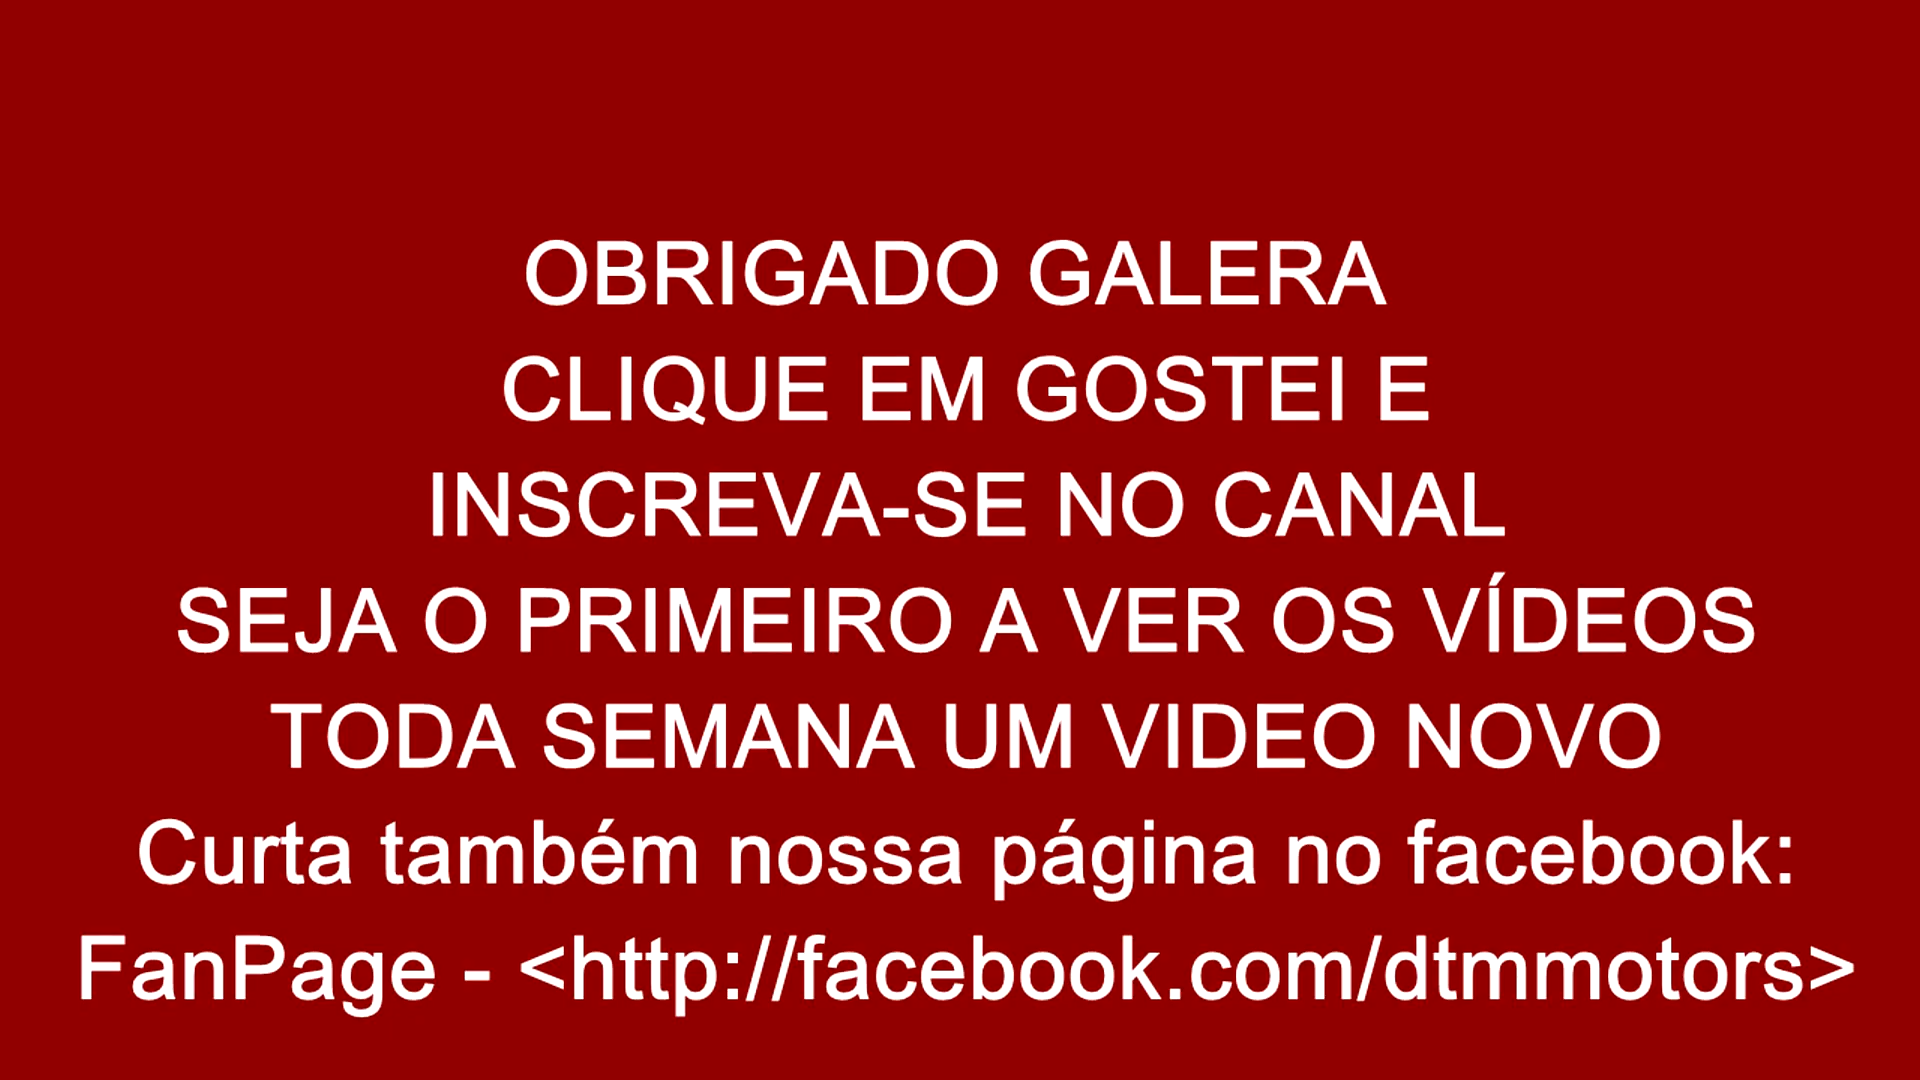 OBRIGADO GALERA
CLIQUE EM GOSTEI E
INSCREVA-SE NO CANAL
SEJA O PRIMEIRO A VER OS VÍDEOS
TODA SEMANA UM VIDEO NOVO
Curta também nossa página no facebook:
FanPage - <http://facebook.com/dtmmotors>